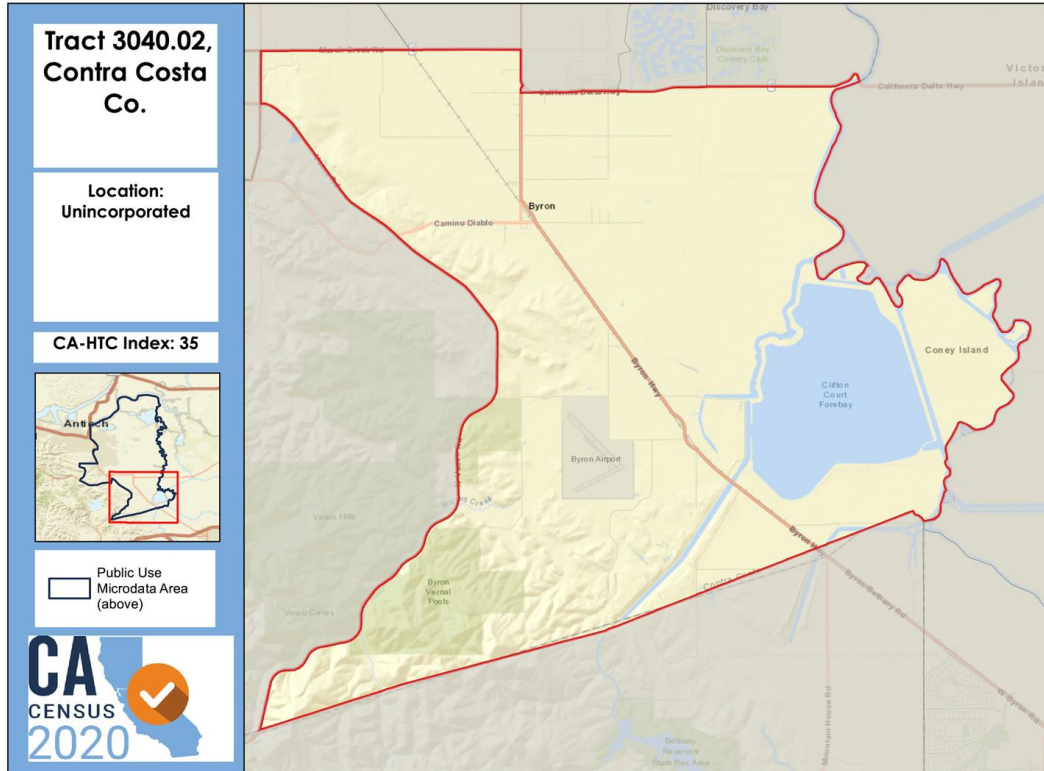 Tract 3040.02,
Contra Costa
Co.
Location:
Unincorporated
CA-HTC Index: 35
Antioch
Public Use
Microdata Area
(above)
CA
CENSUS
2020
Discovery Bay
Discovery Bay
Country Club
Marsh Creek Rd
California Delta Hwy
California Delta Hwy
Byron
Camino Diablo
Byron Hwy
Clifton
Court
Forebay
Coney Island
Byron Airport
Vasco Hills
Byron
Vernal
Pools
Vasco Caves
Byron Hwy
Byron Bethany Rd
W Byron Rd
Mountain House Rd
Bethany
Reservoir
State Rec Area